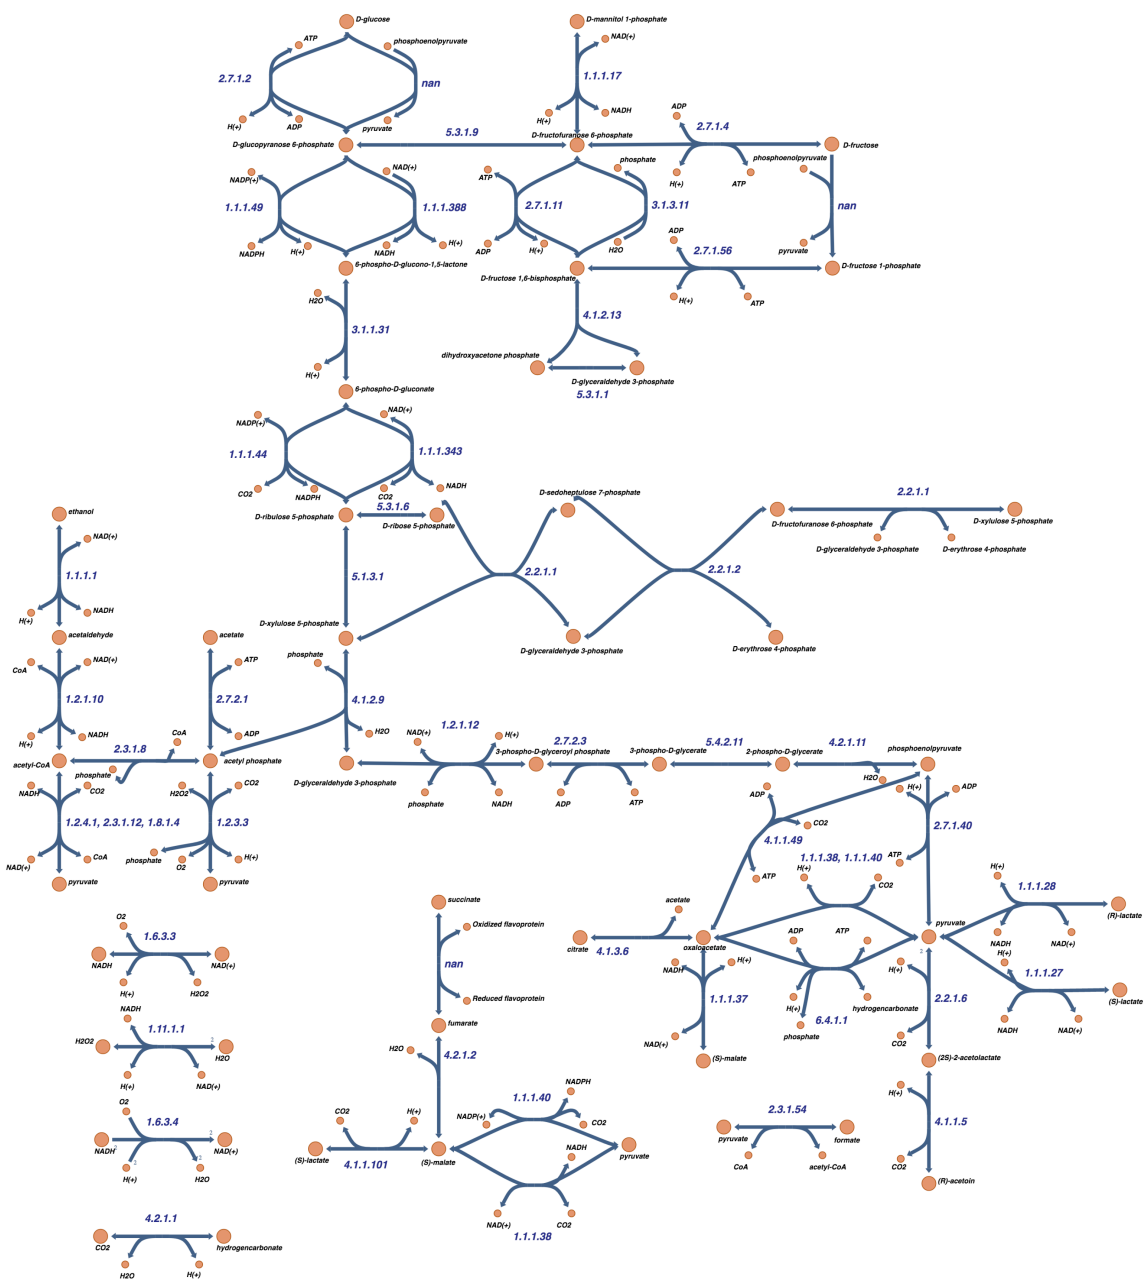 D-glucose
D-mannitol 1-phosphate
ATP
phosphoenolpyruvate
NAD(+)
2.7.1.2
nan
1.1.1.17
H(+)
ADP
pyruvate
H(+)
NADH
ADP
2.7.1.4
5.3.1.9
D-glucopyranose 6-phosphate
D-fructofuranose 6-phosphate
D-fructose
NADP(+)
NAD(+)
ATP
phosphate
H(+)
ATP
phosphoenolpyruvate
1.1.1.49
1.1.1.388
2.7.1.11
3.1.3.11
nan
NADPH
H(+)
NADH
H(+)
ADP
H(+)
H2O
ADP
2.7.1.56
pyruvate
6-phospho-D-glucono-1,5-lactone
D-fructose 1,6-bisphosphate
D-fructose 1-phosphate
H2O
H(+)
ATP
3.1.1.31
4.1.2.13
H(+)
dihydroxyacetone phosphate
D-glyceraldehyde 3-phosphate
5.3.1.1
6-phospho-D-gluconate
NADP(+)
NAD(+)
1.1.1.44
1.1.1.343
CO2
NADPH
CO2
NADH
D-ribulose 5-phosphate
5.3.1.6
D-ribose 5-phosphate
D-sedoheptulose 7-phosphate
2.2.1.1
D-fructofuranose 6-phosphate
D-xylulose 5-phosphate
D-glyceraldehyde 3-phosphate
D-erythrose 4-phosphate
ethanol
NAD(+)
1.1.1.1
5.1.3.1
2.2.1.1
2.2.1.2
H(+)
NADH
acetaldehyde
acetate
D-xylulose 5-phosphate
D-glyceraldehyde 3-phosphate
D-erythrose 4-phosphate
CoA
NAD(+)
ATP
phosphate
1.2.1.10
2.7.2.1
4.1.2.9
H(+)
NADH
ADP
H2O
2.3.1.8
CoA
phosphate
acetyl-CoA
acetyl phosphate
D-glyceraldehyde 3-phosphate
1.2.1.12
NAD(+)
H(+)
phosphate
NADH
3-phospho-D-glyceroyl phosphate
2.7.2.3
ADP
ATP
3-phospho-D-glycerate
5.4.2.11
2-phospho-D-glycerate
4.2.1.11
H2O
phosphoenolpyruvate
NADH
CO2
H2O2
CO2
1.2.4.1, 2.3.1.12, 1.8.1.4
1.2.3.3
NAD(+)
CoA
phosphate
O2
H(+)
pyruvate
pyruvate
ADP
CO2
4.1.1.49
ATP
H(+)
ADP
2.7.1.40
ATP
1.1.1.38, 1.1.1.40
H(+)
CO2
H(+)
1.1.1.28
(R)-lactate
NADH
NAD(+)
acetate
citrate
4.1.3.6
oxaloacetate
ADP
ATP
pyruvate
2
H(+)
phosphate
6.4.1.1
hydrogencarbonate
H(+)
1.1.1.27
(S)-lactate
NADH
NAD(+)
NADH
H(+)
1.1.1.37
NAD(+)
(S)-malate
H(+)
2.2.1.6
CO2
(2S)-2-acetolactate
H(+)
4.1.1.5
CO2
(R)-acetoin
succinate
Oxidized flavoprotein
nan
Reduced flavoprotein
fumarate
H2O
4.2.1.2
O2
1.6.3.3
NADH
NAD(+)
H(+)
H2O2
NADH
1.11.1.1
H2O2
2
H2O
H(+)
NAD(+)
O2
1.6.3.4
NADH
2
2
NAD(+)
H(+)
2
2
H2O
4.2.1.1
CO2
hydrogencarbonate
H2O
H(+)
CO2
H(+)
(S)-lactate
4.1.1.101
(S)-malate
1.1.1.40
NADP(+)
NADPH
CO2
NADH
pyruvate
NAD(+)
CO2
1.1.1.38
2.3.1.54
pyruvate
formate
CoA
acetyl-CoA